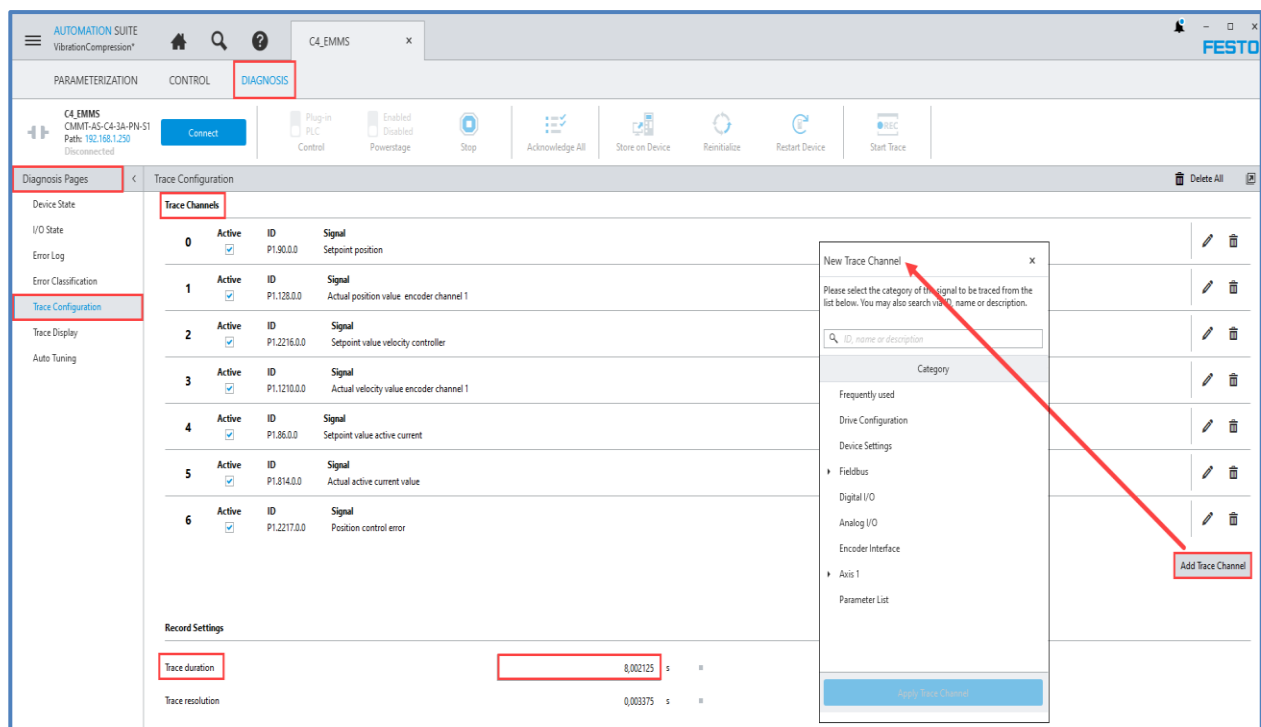 AUTOMATION SUITE
VibrationCompression*
C4_EMMS x
FESTO
PARAMETERIZATION CONTROL DIAGNOSIS
C4_EMMS
CMMT-AS-C4-3A-PN-S1
Path: 192.168.1.250
Disconnected
Connect
Plug-in
PLC
Control
Enabled
Disabled
Powerstage
Stop
Acknowledge All
Store on Device
Reinitialize
Restart Device
REC
Start Trace
Diagnosis Pages <
Trace Configuration
Delete All
Device State
I/O State
Error Log
Error Classification
Trace Configuration
Trace Display
Auto Tuning
Trace Channels
Active ID Signal
0 P1.90.0.0 Setpoint position
Active ID Signal
1 P1.128.0.0 Actual position value encoder channel 1
Active ID Signal
2 P1.2216.0.0 Setpoint value velocity controller
Active ID Signal
3 P1.1210.0.0 Actual velocity value encoder channel 1
Active ID Signal
4 P1.86.0.0 Setpoint value active current
Active ID Signal
5 P1.814.0.0 Actual active current value
Active ID Signal
6 P1.2217.0.0 Position control error
Add Trace Channel
New Trace Channel x
Please select the category of the signal to be traced from the
list below. You may also search via ID, name or description.
ID, name or description
Category
Frequently used
Drive Configuration
Device Settings
Fieldbus
Digital I/O
Analog I/O
Encoder Interface
Axis 1
Parameter List
Apply Trace Channel
Record Settings
Trace duration 8,002125 s
Trace resolution 0,003375 s